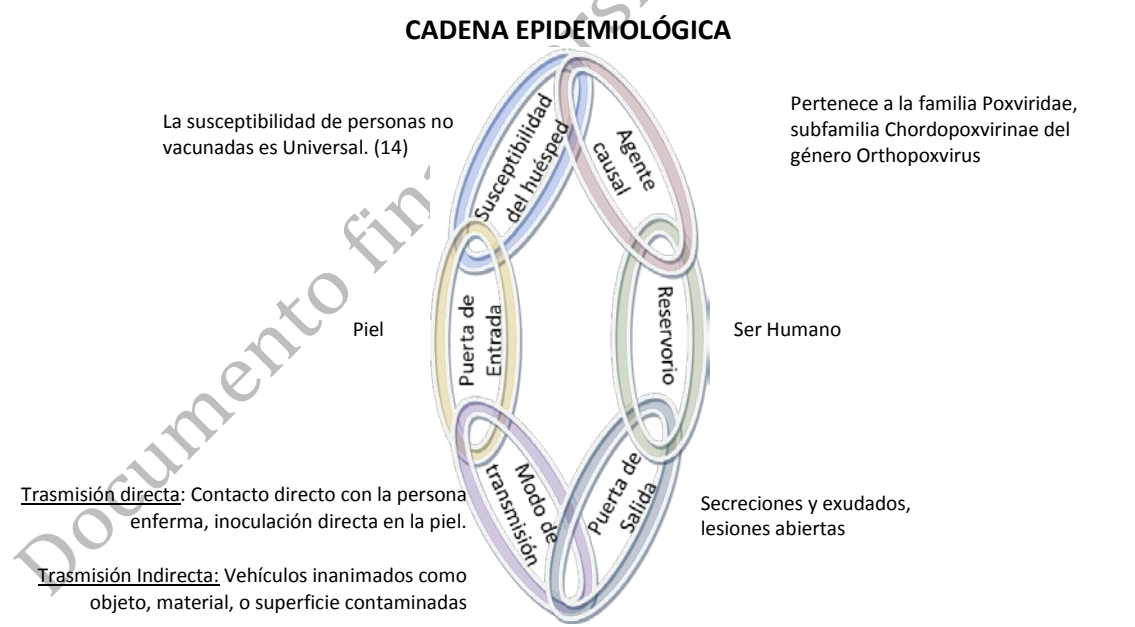 CADENA EPIDEMIOLÓGICA
La susceptibilidad de personas no
vacunadas es Universal. (14)
Susceptibilidad
del huésped
Agente
causal
Pertenece a la familia Poxviridae,
subfamilia Chordopoxvirinae del
género Orthopoxvirus
Piel
Puerta de
Entrada
Reservorio
Ser Humano
Trasmisión directa: Contacto directo con la persona
enferma, inoculación directa en la piel.
Trasmisión Indirecta: Vehículos inanimados como
objeto, material, o superficie contaminadas
Modo de
transmisión
Puerta de
Salida
Secreciones y exudados,
lesiones abiertas
Documento